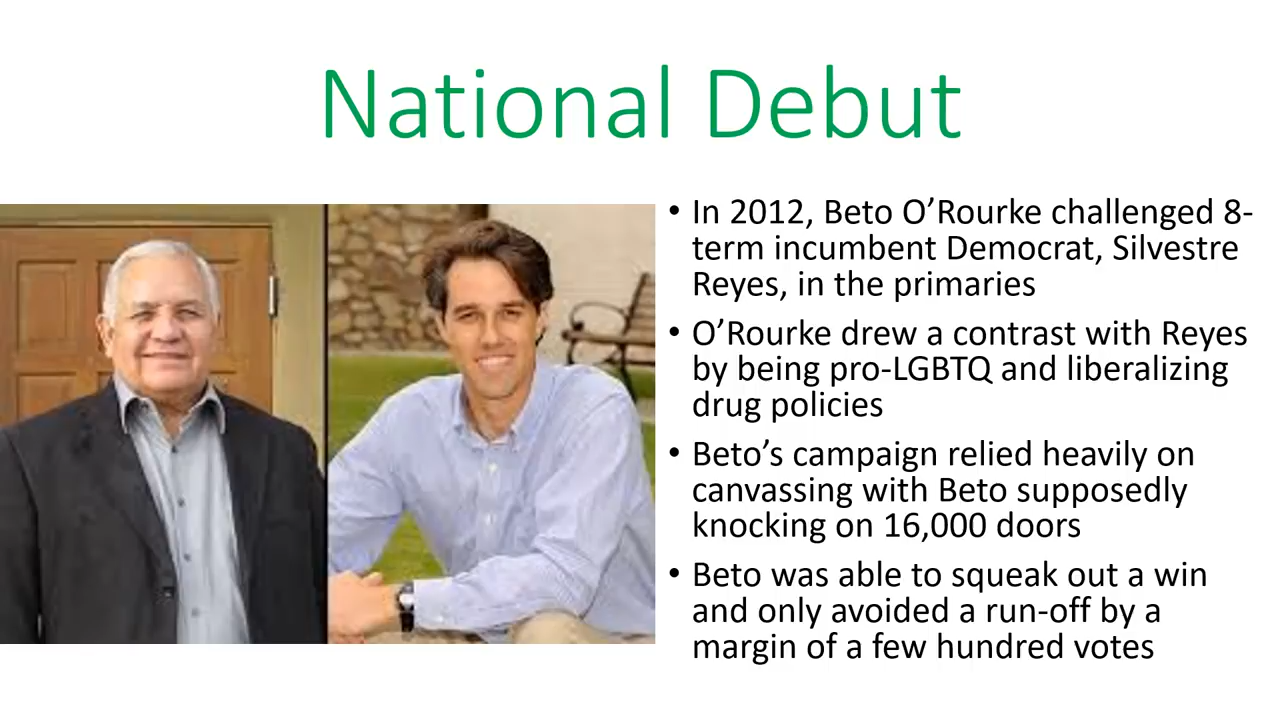 National Debut
• In 2012, Beto O’Rourke challenged 8-
term incumbent Democrat, Silvestre
Reyes, in the primaries
• O’Rourke drew a contrast with Reyes
by being pro-LGBTQ and liberalizing
drug policies
• Beto’s campaign relied heavily on
canvassing with Beto supposedly
knocking on 16,000 doors
• Beto was able to squeak out a win
and only avoided a run-off by a
margin of a few hundred votes